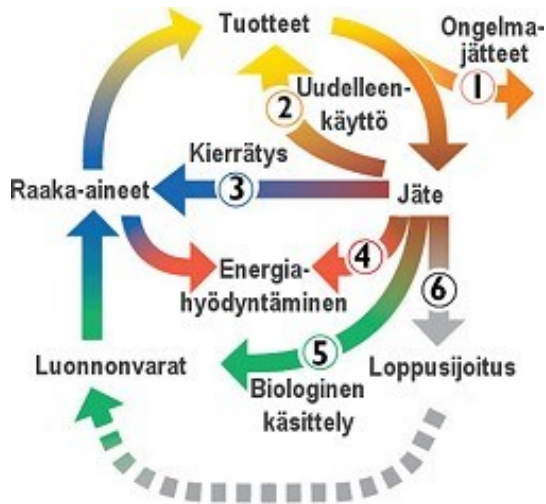 Tuotteet
Ongelma-
jätteet
1
Uudelleen-
käyttö
2
Kierrätys
3
Raaka-aineet
Jäte
4
Energia-
hyödyntäminen
6
5
Luonnonvarat
Loppusijoitus
Biologinen
käsittely